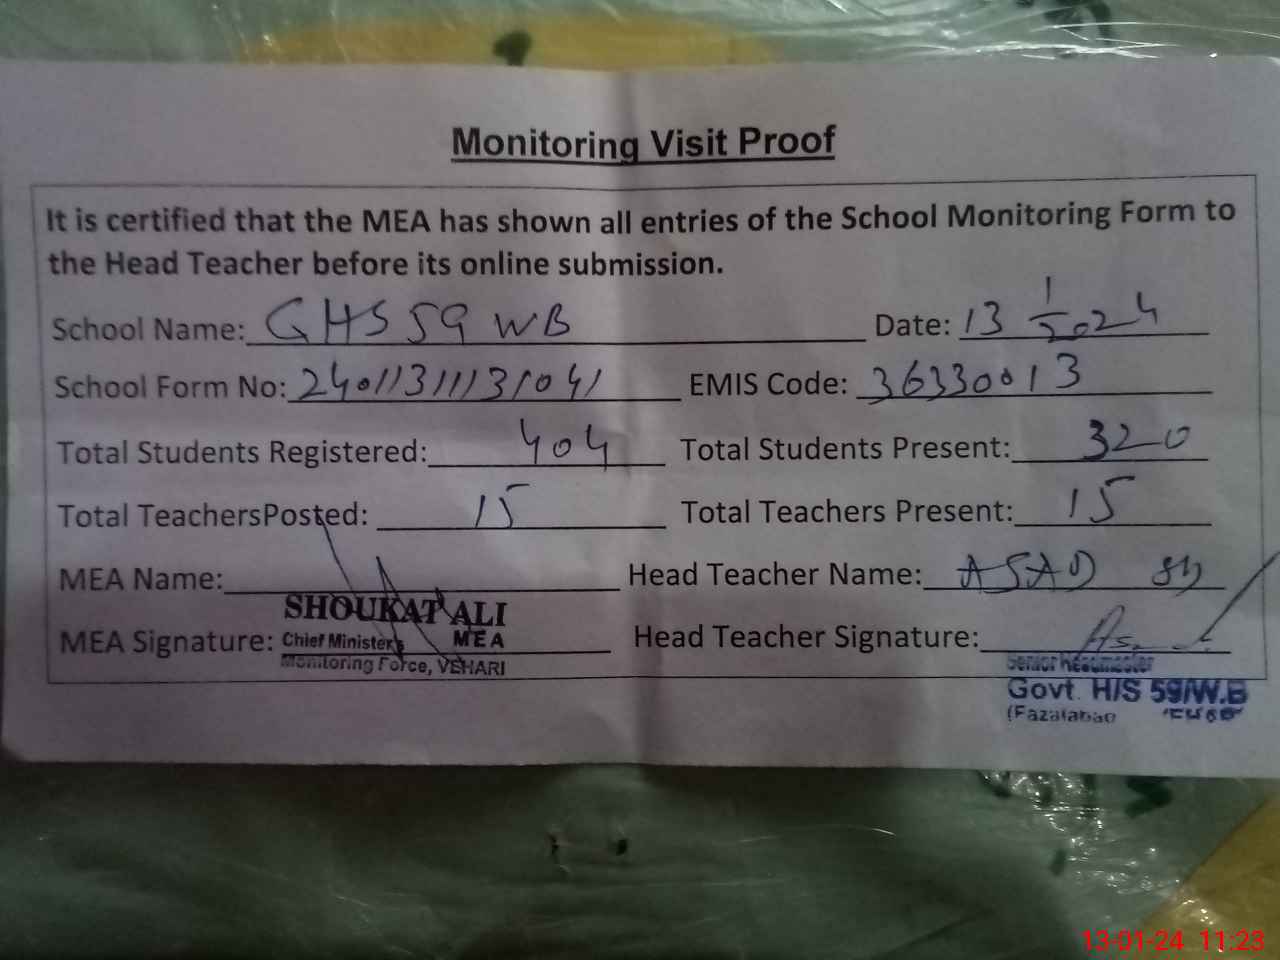 Monitoring Visit Proof
It is certified that the MEA has shown all entries of the School Monitoring Form to
the Head Teacher before its online submission.
School Name: GHS 59 WB Date: 13 1/2024
School Form No: 24011311131041 EMIS Code: 36330013
Total Students Registered: 404 Total Students Present: 320
Total TeachersPosted: 15 Total Teachers Present: 15
MEA Name: Head Teacher Name: ASAD
SHOUKAT ALI
MEA Signature: Chief Minister's MEA Head Teacher Signature:
Monitoring Force, VEHARI
Senior Headmaster
Govt. H/S 59/W.B
(Fazalabad
13-01-24 11:23